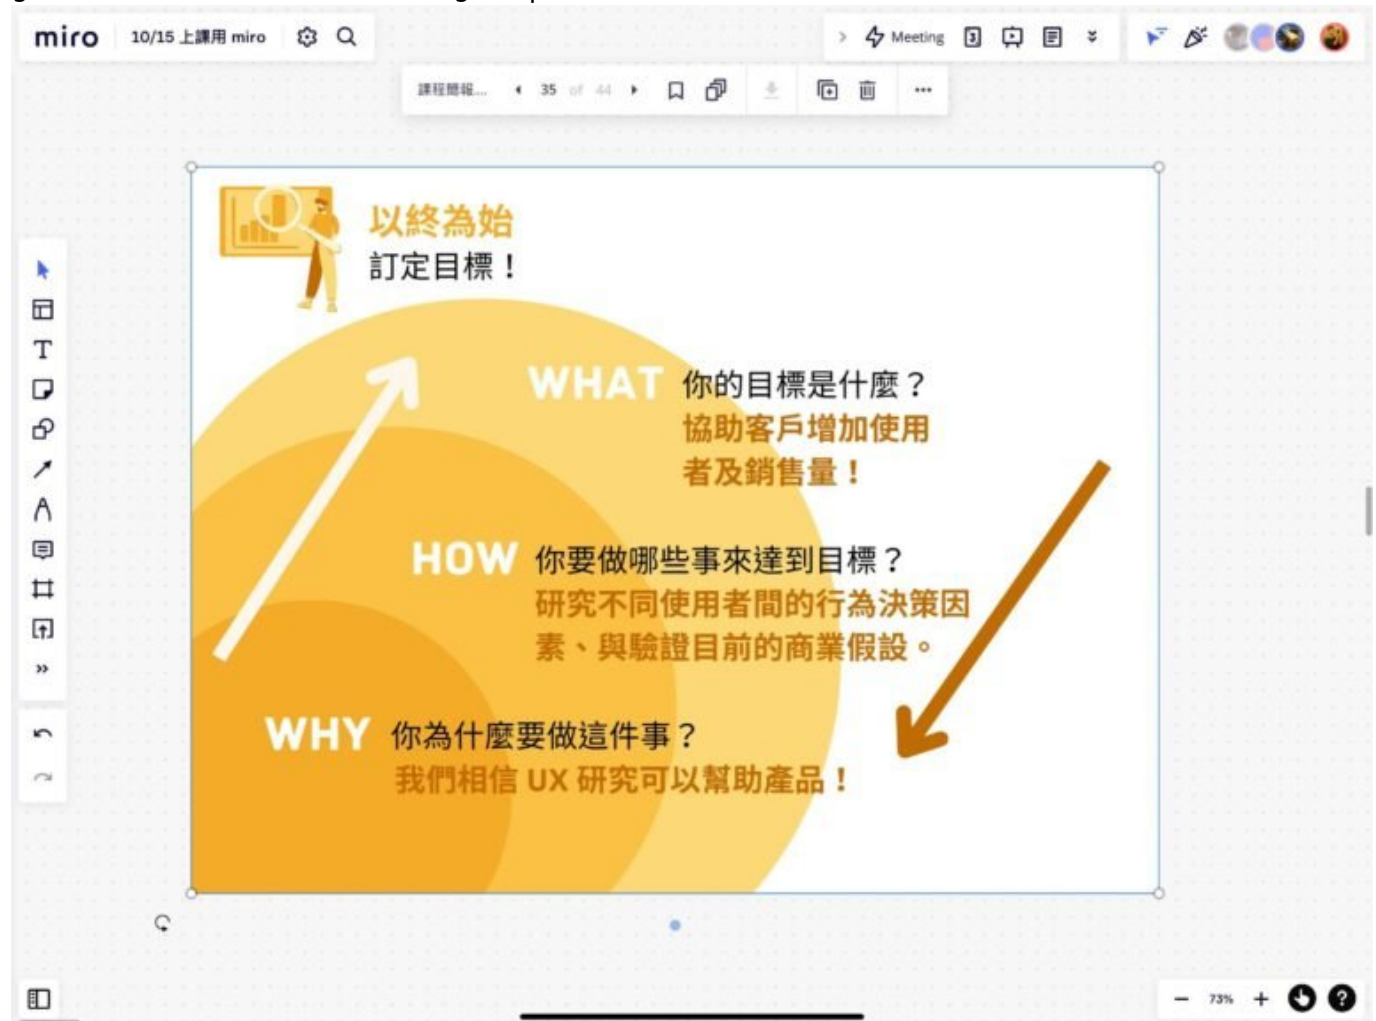 miro 10/15 上課用 miro Meeting 3
課程簡報... 35 of 44
以終為始
訂定目標！
WHAT 你的目標是什麼？
協助客戶增加使用
者及銷售量！
HOW 你要做哪些事來達到目標？
研究不同使用者間的行為決策因
素、與驗證目前的商業假設。
WHY 你為什麼要做這件事？
我們相信 UX 研究可以幫助產品！
73%